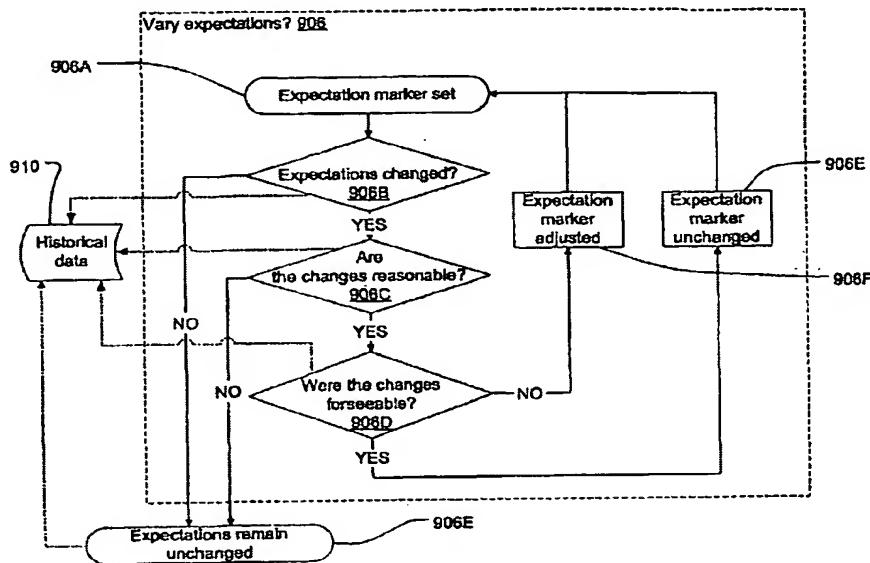 Vary expectations? 906
906A
Expectation marker set
910
Expectations changed?
906B
906E
Expectation
marker
adjusted
Expectation
marker
unchanged
YES
Historical
data
Are
the changes reasonable?
906C
906F
NO
YES
NO
Were the changes
forseeable?
906D
NO
YES
906E
Expectations remain
unchanged